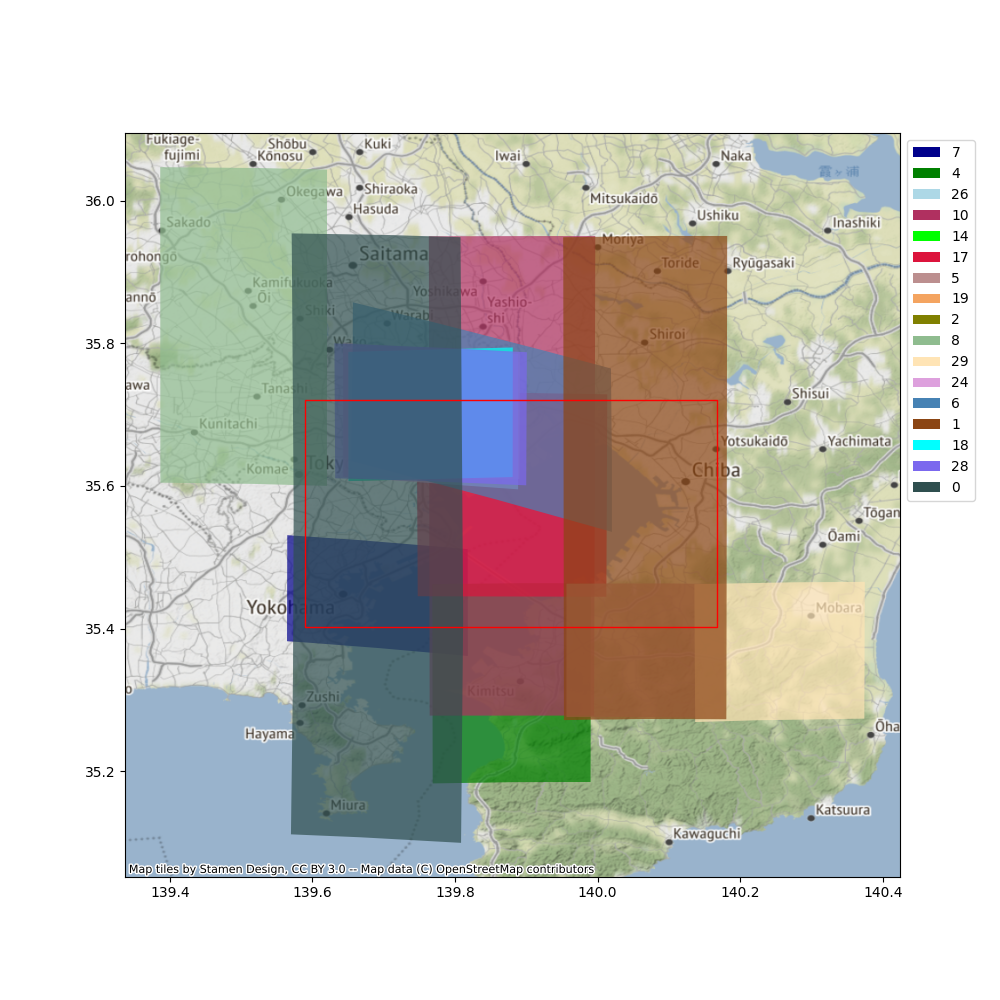 Fukiage-
fujimi
Shōbu
Kōnosu
Kuki
Iwai
Naka
霞ヶ浦
Okegawa
Shiraoka
Hasuda
Mitsukaidō
Ushiku
Inashiki
Sakado
rohongō
Saitama
Moriya
Toride
Ryūgasaki
annō
Kamifukuoka
Ōi
Yoshikawa
Yashio-
shi
Shiki
Warabi
Shiroi
awa
Tanashi
Shisui
Kunitachi
Yotsukaidō
Yachimata
Komae
Toky
Chiba
Tōgan
Ōami
Yokohama
Mobara
Kimitsu
Zushi
Hayama
Ōha
Miura
Katsuura
Kawaguchi
Map tiles by Stamen Design, CC BY 3.0 -- Map data (C) OpenStreetMap contributors
36.0
35.8
35.6
35.4
35.2
139.4 139.6 139.8 140.0 140.2 140.4
7
4
26
10
14
17
5
19
2
8
29
24
6
1
18
28
0